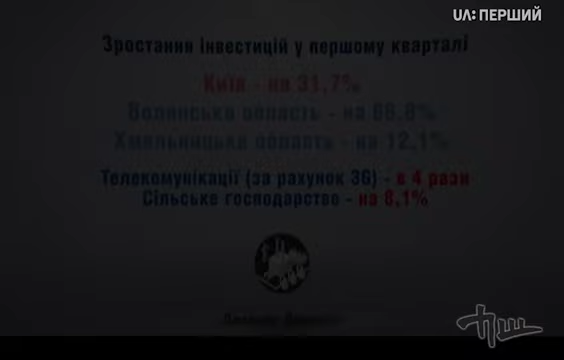 UA: ПЕРШИЙ
Зростання інвестицій у першому кварталі
Київ - на 31,7%
Волинська область - на 66.8%
Хмельницька область - на 12,1%
Телекомунікації (за рахунок 3G) - в 4 рази
Сільське господарство - на 8,1%